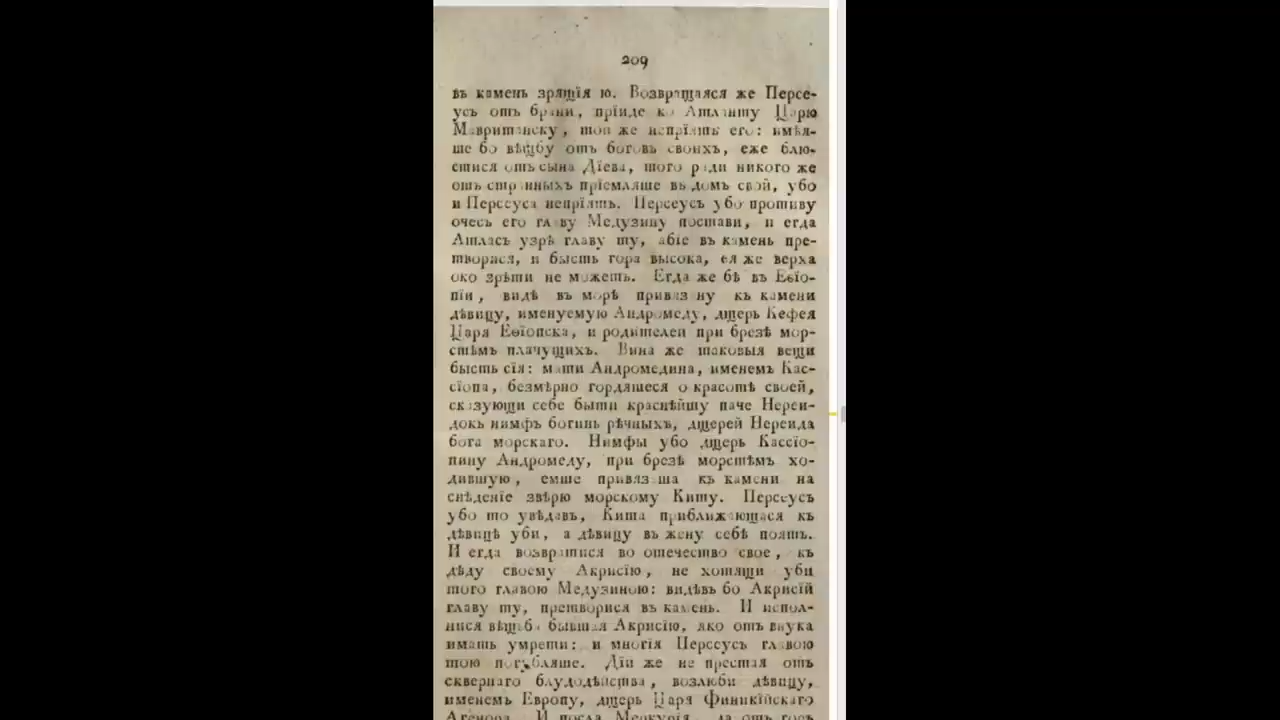 209
въ камень зрящія ю. Возвращаяся же Персе-
усъ отъ брани, пріиде ко Атланту Царю
Мавританску, той же непріятъ его: имѣя-
ше бо вѣщбу отъ боговъ своихъ, еже блю-
стися отъ сына Діева, того ради никого же
отъ странныхъ пріемляше въ домъ свой, убо
и Персеуса непріятъ. Персеусъ убо противу
очесъ его главу Медузину постави, и егда
Атласъ узрѣ главу ту, абіе въ камень пре-
творися, и бысть гора высока, ея же верха
око зрѣти не можетъ. Егда же бѣ въ Еѳіо-
піи, видѣ въ морѣ привязану къ камени
дѣвицу, именуемую Андромеду, дщерь Кефея
Царя Еѳіопска, и родителей при брезѣ мор-
стѣмъ плачущихъ. Вина же таковыя вещи
бысть сія: мати Андромедина, именемъ Кас-
сіопа, безмѣрно гордящеся о красотѣ своей,
сказующи себе быти краснѣйшу паче Нереи-
докъ нимфъ богинь рѣчныхъ, дщерей Нереида
бога морскаго. Нимфы убо дщерь Кассіо-
пину Андромеду, при брезѣ морстѣмъ хо-
дившую, емше привязаша къ камени на
снѣденіе звѣрю морскому Киту. Персеусъ
убо то увѣдавъ, Кита приближающася къ
дѣвицѣ уби, а дѣвицу въ жену себѣ поятъ.
И егда возвратися во отечество свое, къ
дѣду своему Акрисію, не хотящи уби
того главою Медузиною: видѣвъ бо Акрисій
главу ту, претворися въ камень. И испол-
нися вѣщба бывшая Акрисію, яко отъ внука
имать умрети: и многія Персеусъ главою
тою погубляше. Дій же не престая отъ
сквернаго блудодѣйства, возлюби дѣвицу,
именемъ Европу, дщерь Царя Финикійскаго
Агенора. И посла Меркурія, да отъ горъ